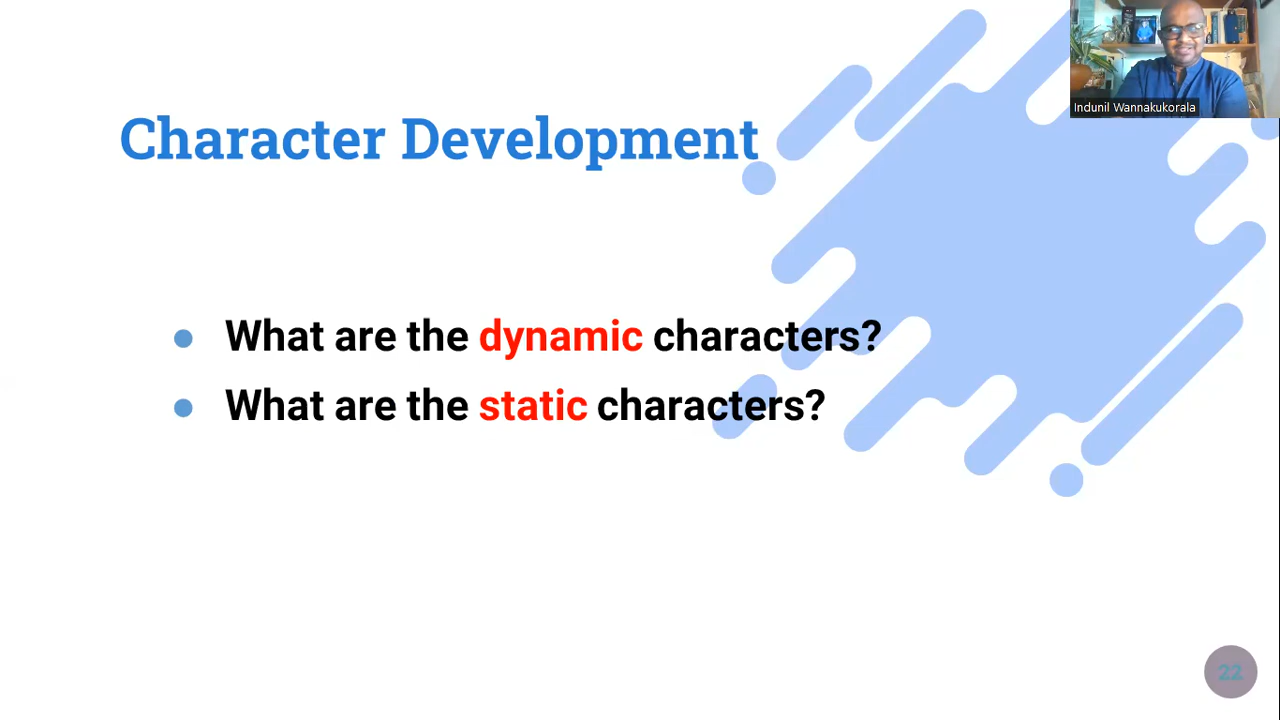 Indunil Wannakukorala
Character Development
What are the dynamic characters?
What are the static characters?
22